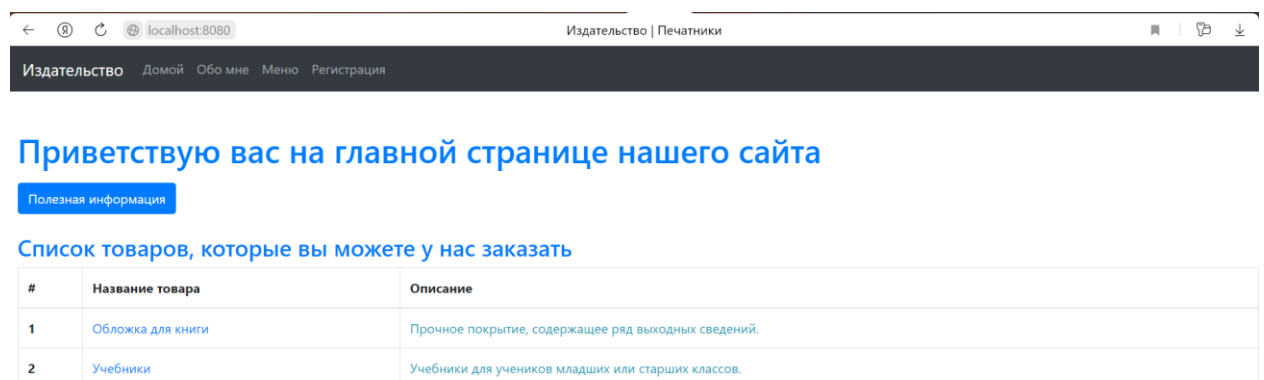 Я localhost:8080 Издательство | Печатники
Издательство Домой Обо мне Меню Регистрация
Приветствую вас на главной странице нашего сайта
Полезная информация
Список товаров, которые вы можете у нас заказать
# Название товара Описание
1 Обложка для книги Прочное покрытие, содержащее ряд выходных сведений.
2 Учебники Учебники для учеников младших или старших классов.